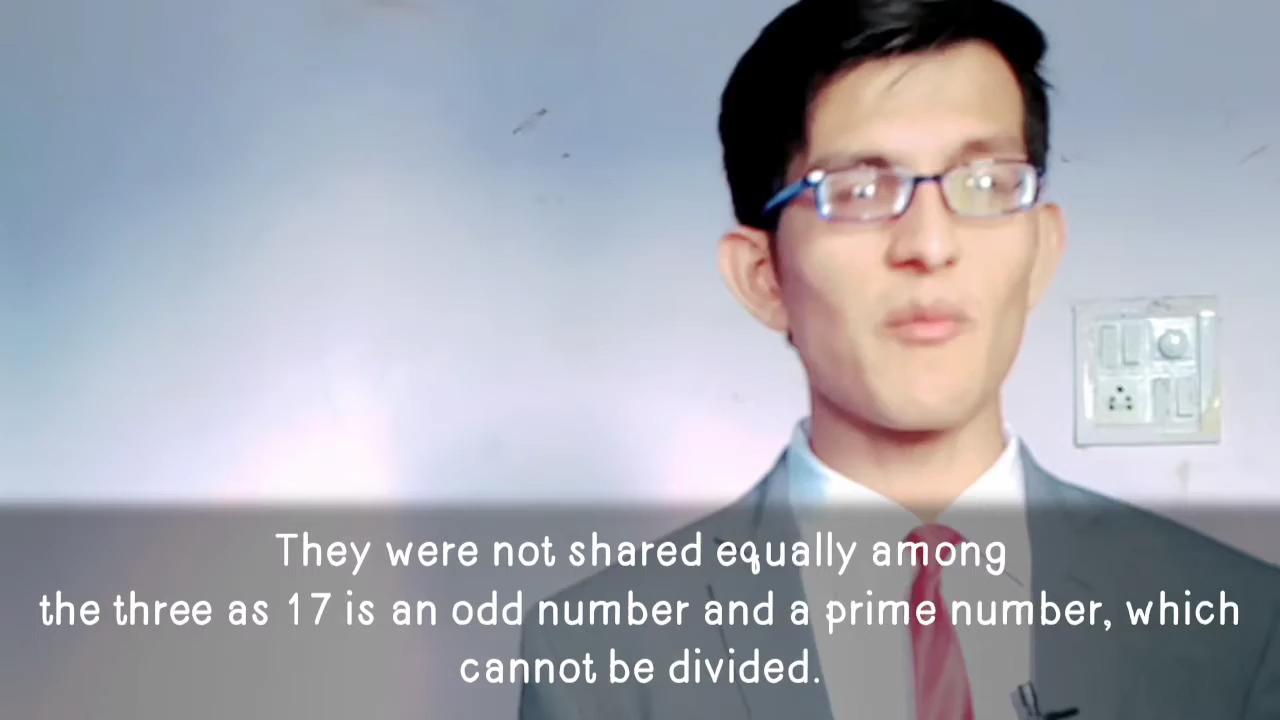 They were not shared equally among
the three as 17 is an odd number and a prime number, which
cannot be divided.